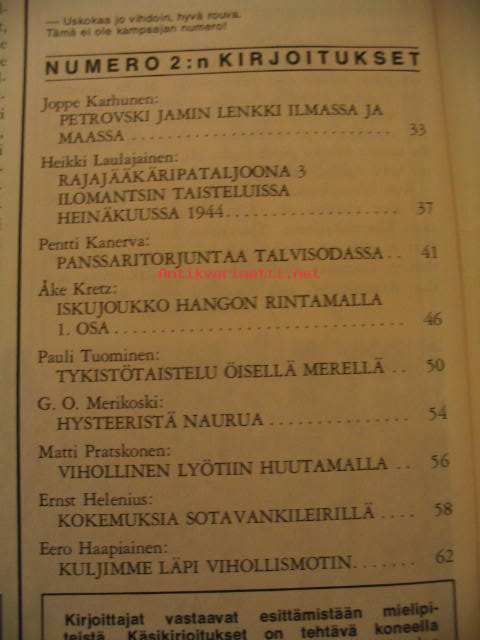 — Uskokaa jo vihdoin, hyvä rouva.
Tämä ei ole kampaajan numero!
NUMERO 2:n KIRJOITUKSET
Joppe Karhunen:
PETROVSKI JAMIN LENKKI ILMASSA JA
MAASSA .............................. 33
Heikki Laulajainen:
RAJAJÄÄKÄRIPATALJOONA 3
ILOMANTSIN TAISTELUISSA
HEINÄKUUSSA 1944.................. 37
Pentti Kanerva:
PANSSARITORJUNTAA TALVISODASSA.. 41
Antikvariaatti.net
Åke Kretz:
ISKUJOUKKO HANGON RINTAMALLA
1. OSA............................... 46
Pauli Tuominen:
TYKISTÖTAISTELU ÖISELLÄ MERELLÄ .. 50
G. O. Merikoski:
HYSTEERISTÄ NAURUA ............... 54
Matti Pratskonen:
VIHOLLINEN LYÖTIIN HUUTAMALLA .. 56
Ernst Helenius:
KOKEMUKSIA SOTAVANKILEIRILLÄ .... 58
Eero Haapiainen:
KULJIMME LÄPI VIHOLLISMOTIN....... 62
Kirjoittajat vastaavat esittämistään mielipi-
teistä. Käsikirjoitukset on tehtävä koneella